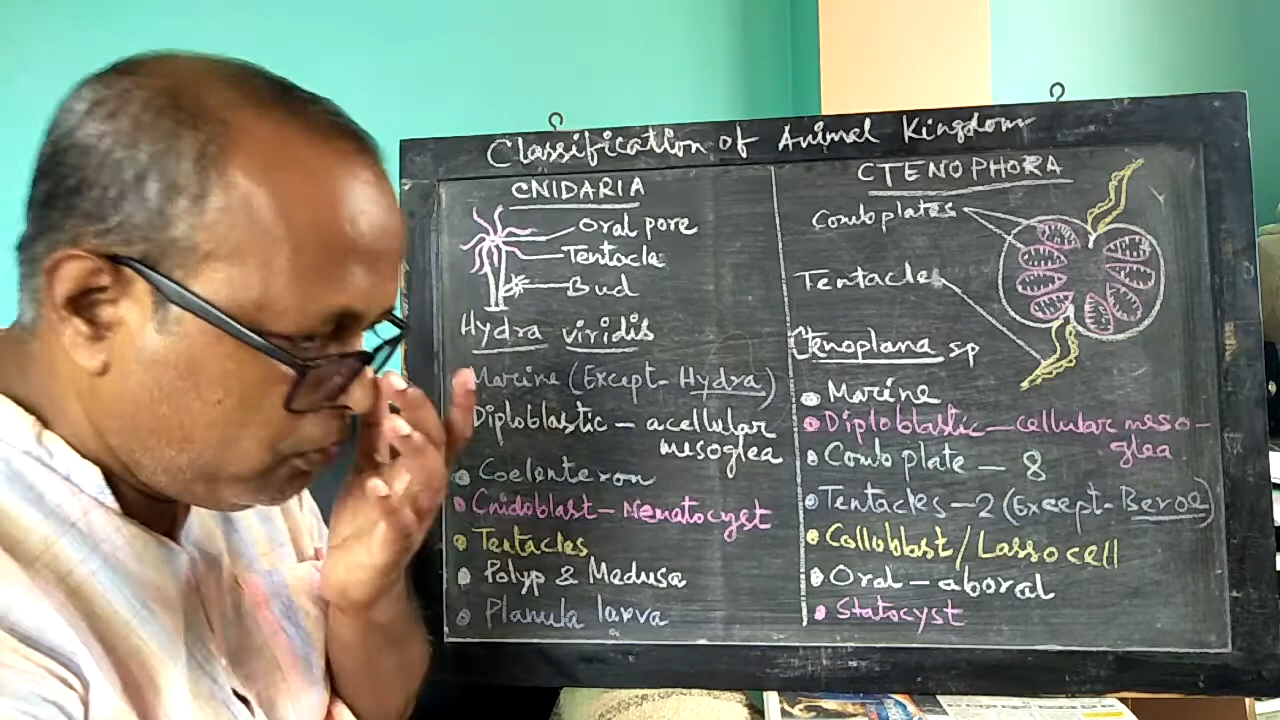 Classification of Animal Kingdom
CNIDARIA
Oral pore
Tentacle
Bud
Hydra viridis
Marine (Except- Hydra)
Diploblastic – acellular
mesoglea
• Coelenteron
• Cnidoblast – Nematocyst
• Tentacles
• Polyp & Medusa
• Planula larva
CTENOPHORA
Comb plates
Tentacles
Ctenoplana sp
• Marine
• Diploblastic – cellular meso-
glea
• Comb plate – 8
• Tentacles – 2 (Except- Beroe)
• Colloblast / Lasso cell
• Oral – aboral
• Statocyst